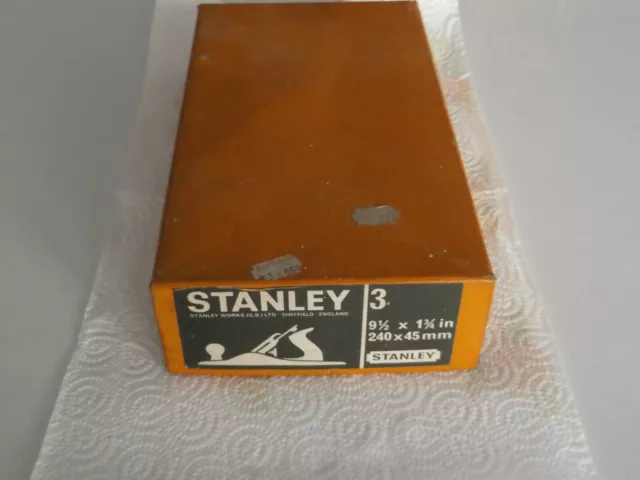 STANLEY
STANLEY WORKS (G.B.) LTD SHEFFIELD ENGLAND
3
9½ x 1¾ in
240 x 45 mm
STANLEY